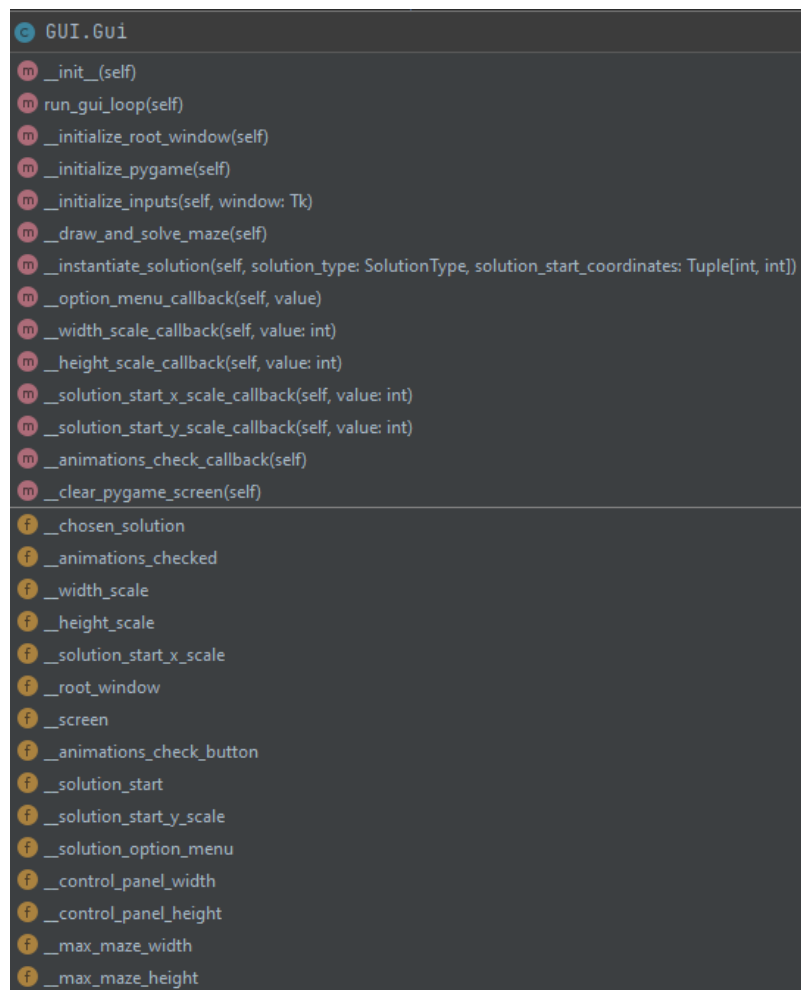 GUI.Gui
__init__(self)
run_gui_loop(self)
__initialize_root_window(self)
__initialize_pygame(self)
__initialize_inputs(self, window: Tk)
__draw_and_solve_maze(self)
__instantiate_solution(self, solution_type: SolutionType, solution_start_coordinates: Tuple[int, int])
__option_menu_callback(self, value)
__width_scale_callback(self, value: int)
__height_scale_callback(self, value: int)
__solution_start_x_scale_callback(self, value: int)
__solution_start_y_scale_callback(self, value: int)
__animations_check_callback(self)
__clear_pygame_screen(self)
__chosen_solution
__animations_checked
__width_scale
__height_scale
__solution_start_x_scale
__root_window
__screen
__animations_check_button
__solution_start
__solution_start_y_scale
__solution_option_menu
__control_panel_width
__control_panel_height
__max_maze_width
__max_maze_height